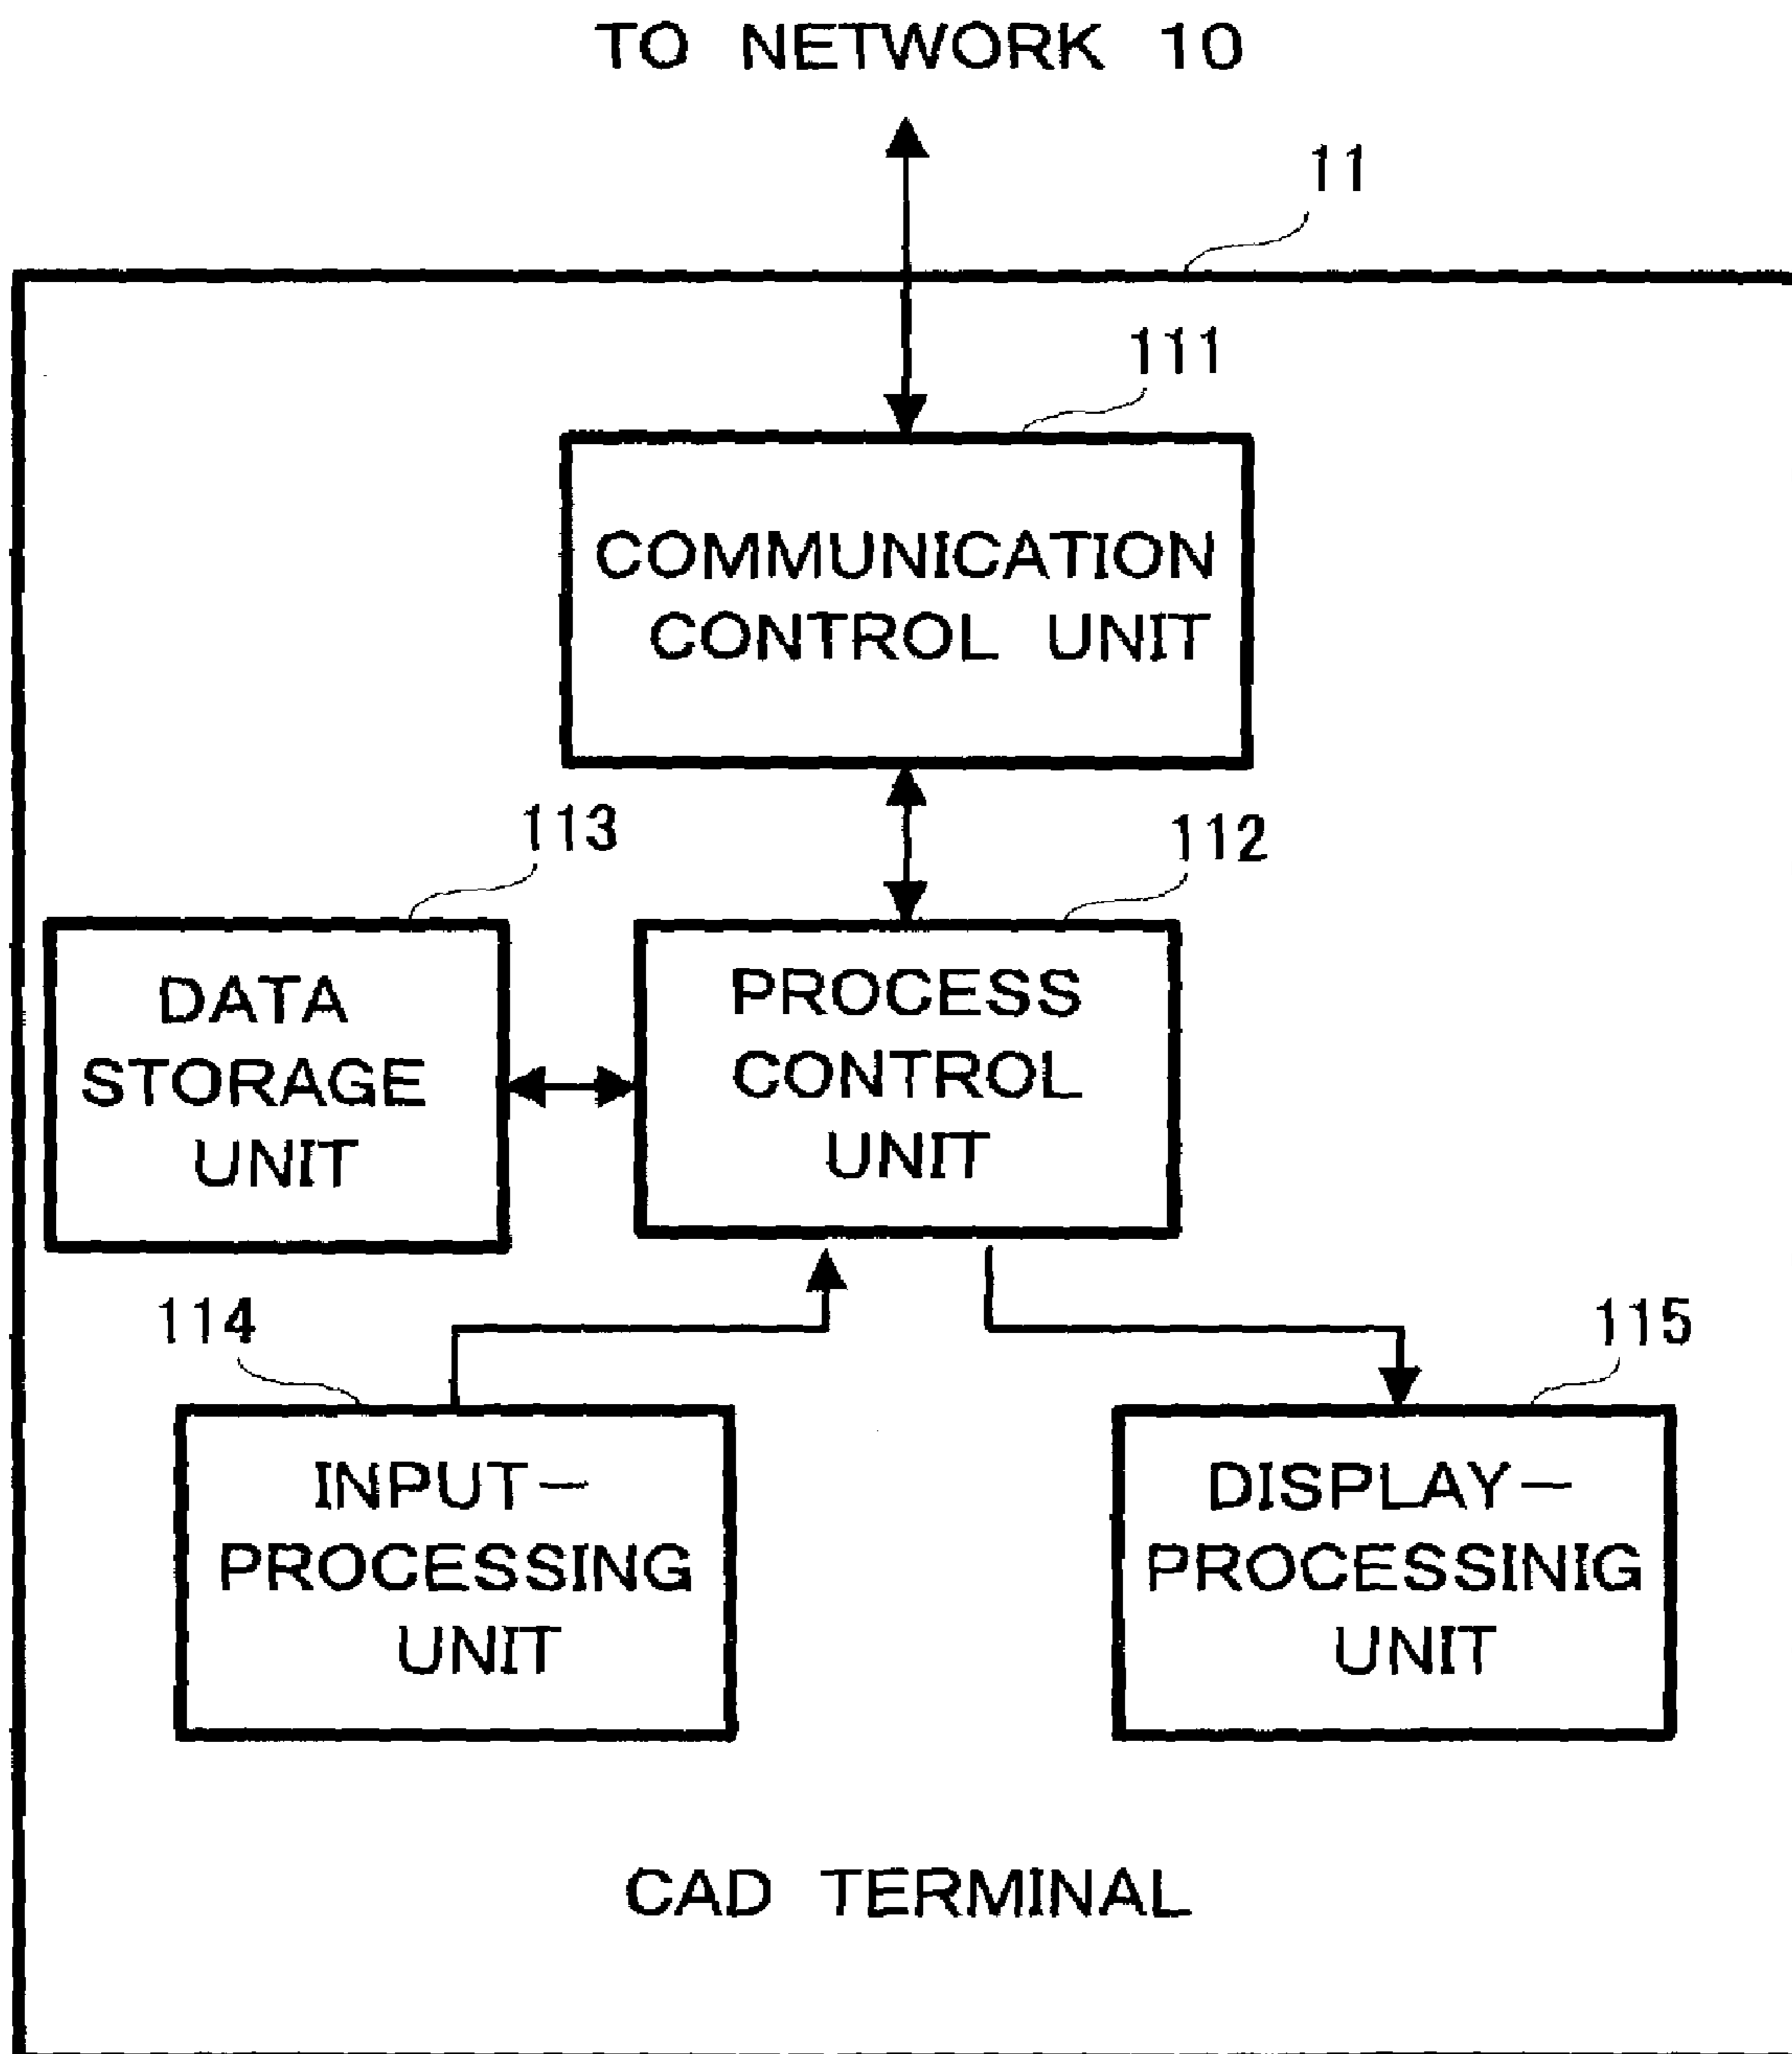 TO NETWORK 10
11
111
COMMUNICATION
CONTROL UNIT
113
112
DATA
STORAGE
UNIT
PROCESS
CONTROL
UNIT
114
115
INPUT-
PROCESSING
UNIT
DISPLAY-
PROCESSINIG
UNIT
CAD TERMINAL